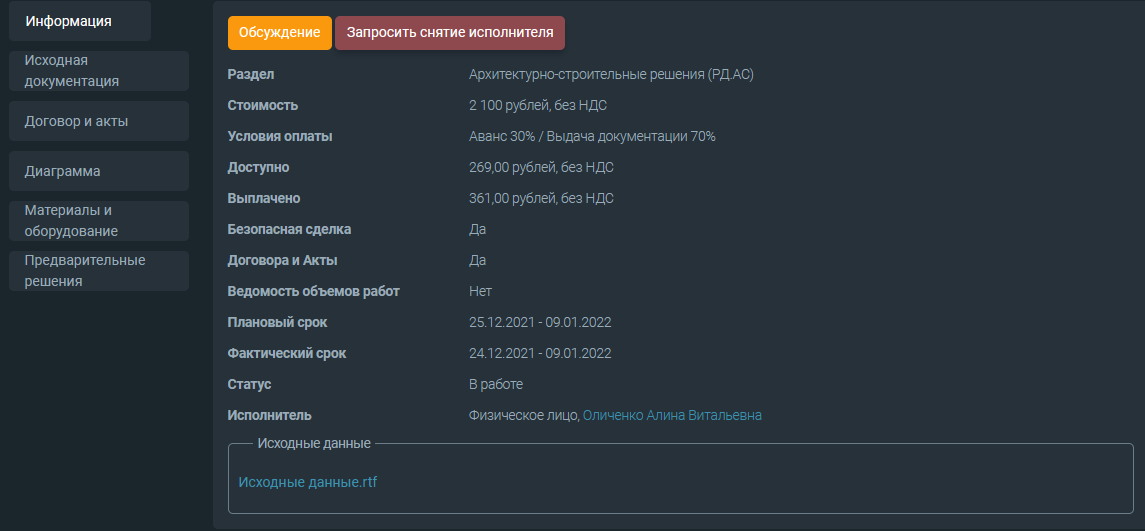 Информация
Исходная
документация
Договор и акты
Диаграмма
Материалы и
оборудование
Предварительные
решения
Обсуждение Запросить снятие исполнителя
Раздел Архитектурно-строительные решения (РД.АС)
Стоимость 2 100 рублей, без НДС
Условия оплаты Аванс 30% / Выдача документации 70%
Доступно 269,00 рублей, без НДС
Выплачено 361,00 рублей, без НДС
Безопасная сделка Да
Договора и Акты Да
Ведомость объемов работ Нет
Плановый срок 25.12.2021 - 09.01.2022
Фактический срок 24.12.2021 - 09.01.2022
Статус В работе
Исполнитель Физическое лицо, Оличенко Алина Витальевна
Исходные данные
Исходные данные.rtf